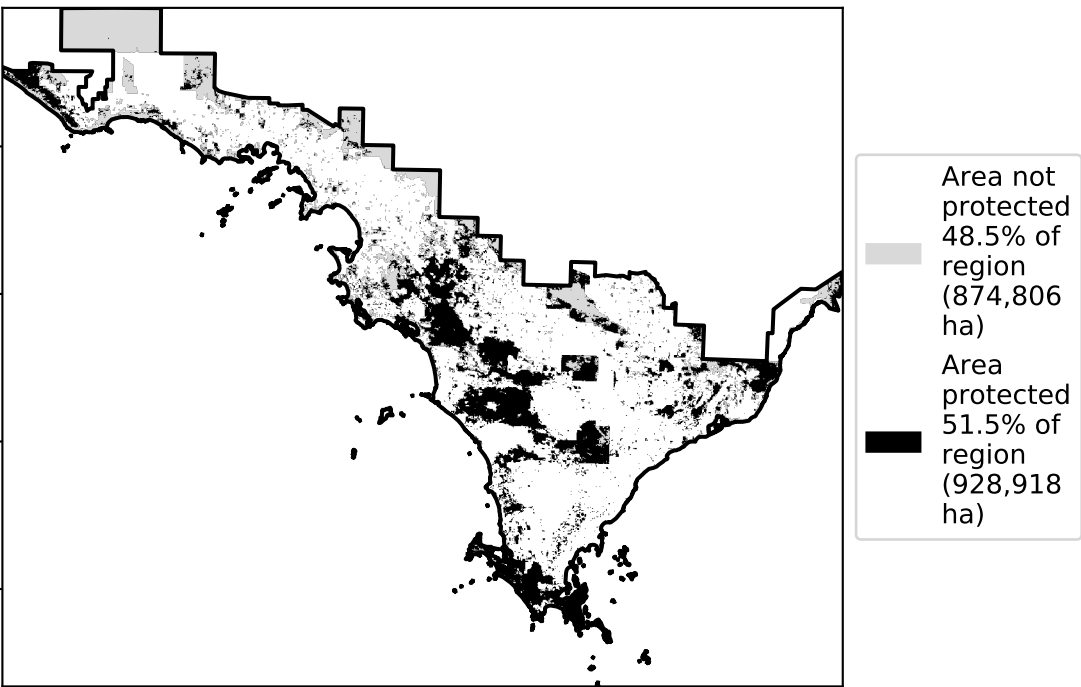 Area not
protected
48.5% of
region
(874,806
ha)
Area
protected
51.5% of
region
(928,918
ha)